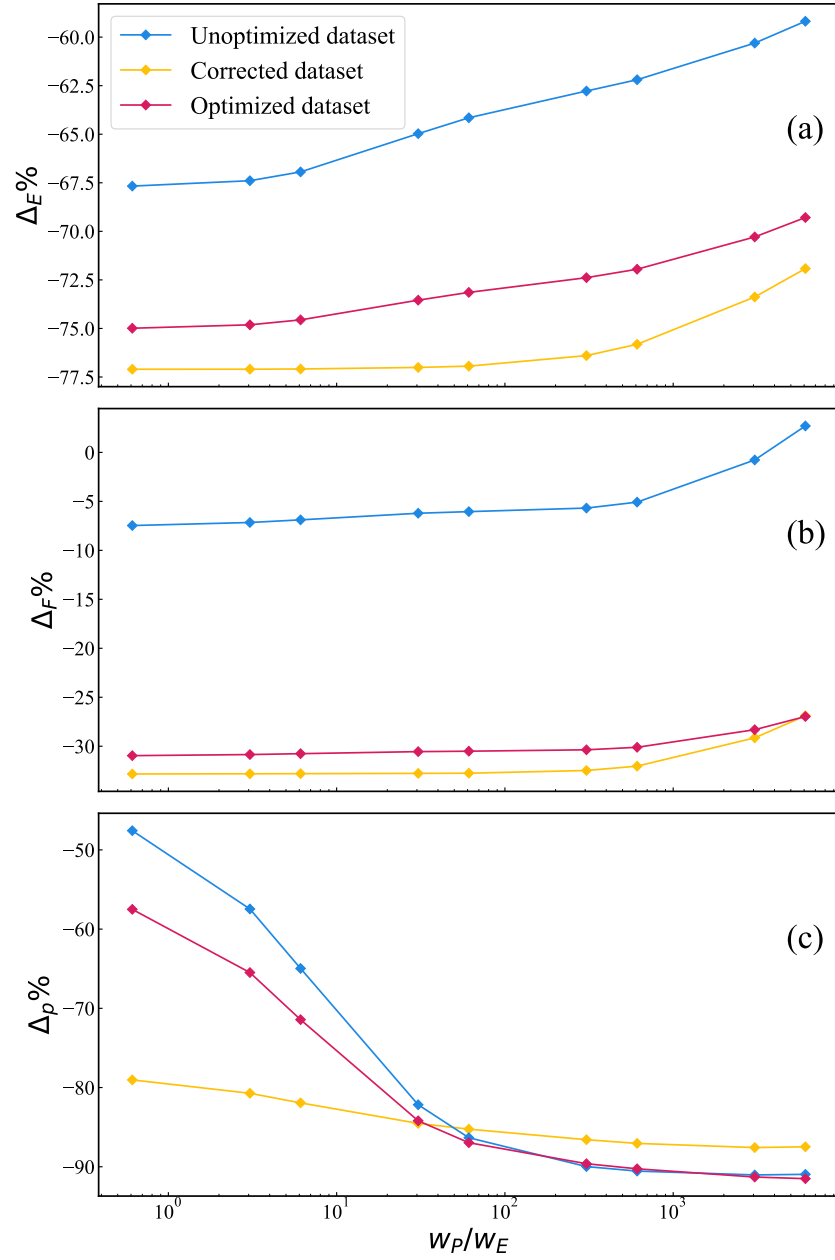 −60.0
−62.5
−65.0
−67.5
−70.0
−72.5
−75.0
−77.5
Δ_E%
Unoptimized dataset
Corrected dataset
Optimized dataset
(a)
0
−5
−10
−15
−20
−25
−30
Δ_F%
(b)
−50
−60
−70
−80
−90
Δ_p%
(c)
10^0
10^1
10^2
10^3
w_P/w_E